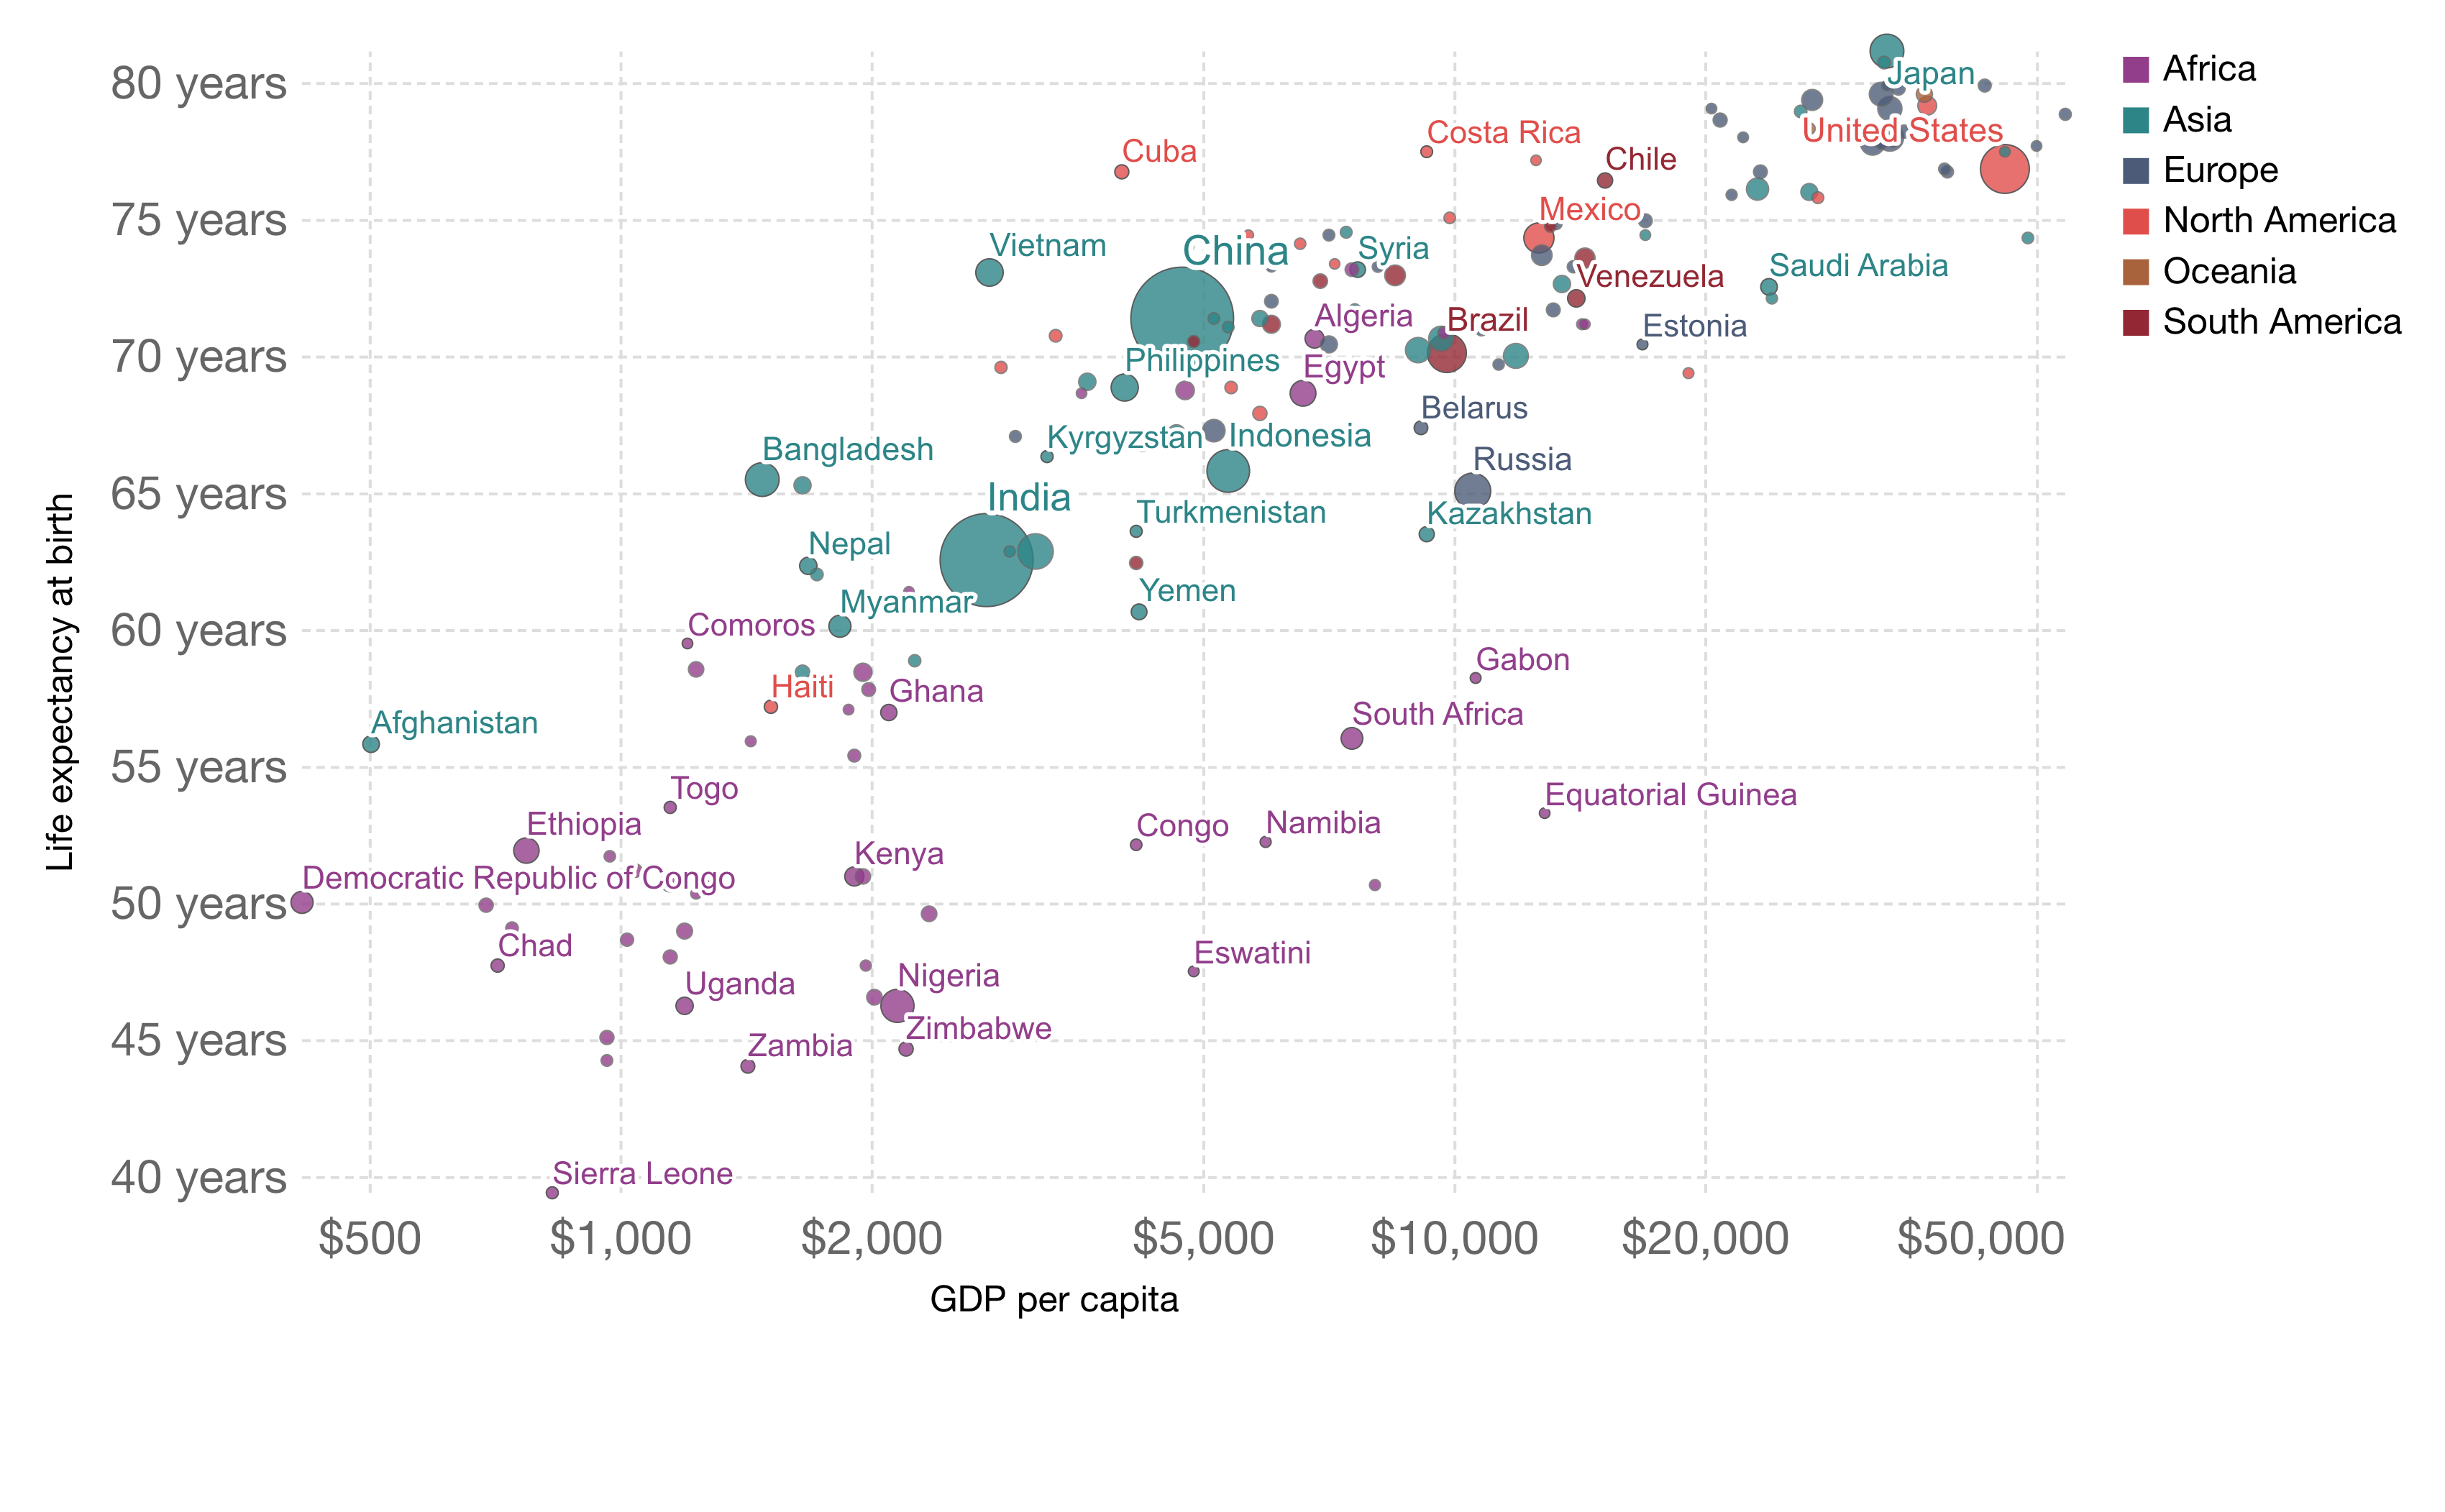 80 years
75 years
70 years
65 years
60 years
55 years
50 years
45 years
40 years
Life expectancy at birth
$500
$1,000
$2,000
$5,000
$10,000
$20,000
$50,000
GDP per capita
Africa
Asia
Europe
North America
Oceania
South America
Japan
United States
Costa Rica
Cuba
Chile
Mexico
Vietnam
China
Syria
Saudi Arabia
Venezuela
Algeria
Brazil
Estonia
Philippines
Egypt
Belarus
Kyrgyzstan
Indonesia
Bangladesh
Russia
India
Turkmenistan
Kazakhstan
Nepal
Yemen
Myanmar
Comoros
Gabon
Haiti
Ghana
South Africa
Afghanistan
Togo
Equatorial Guinea
Ethiopia
Congo
Namibia
Kenya
Democratic Republic of Congo
Chad
Eswatini
Uganda
Nigeria
Zimbabwe
Zambia
Sierra Leone